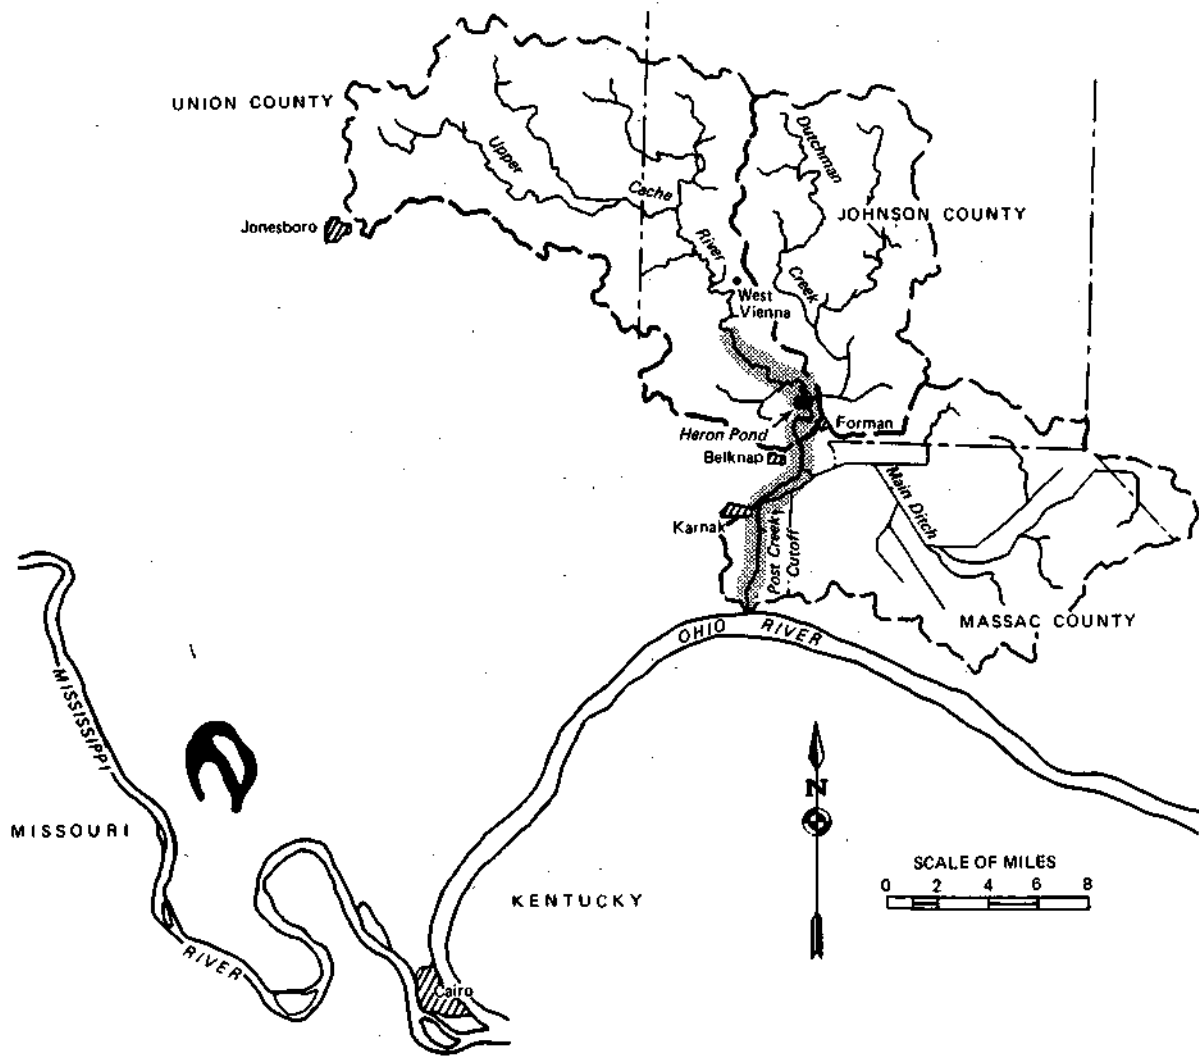 UNION COUNTY
Upper
Cache
River
Dutchman
Creek
JOHNSON COUNTY
Jonesboro
West
Vienna
Heron Pond
Forman
Belknap
Main Ditch
Karnak
Post Creek
Cutoff
MASSAC COUNTY
OHIO RIVER
MISSISSIPPI
RIVER
MISSOURI
KENTUCKY
Cairo
N
SCALE OF MILES
0 2 4 6 8